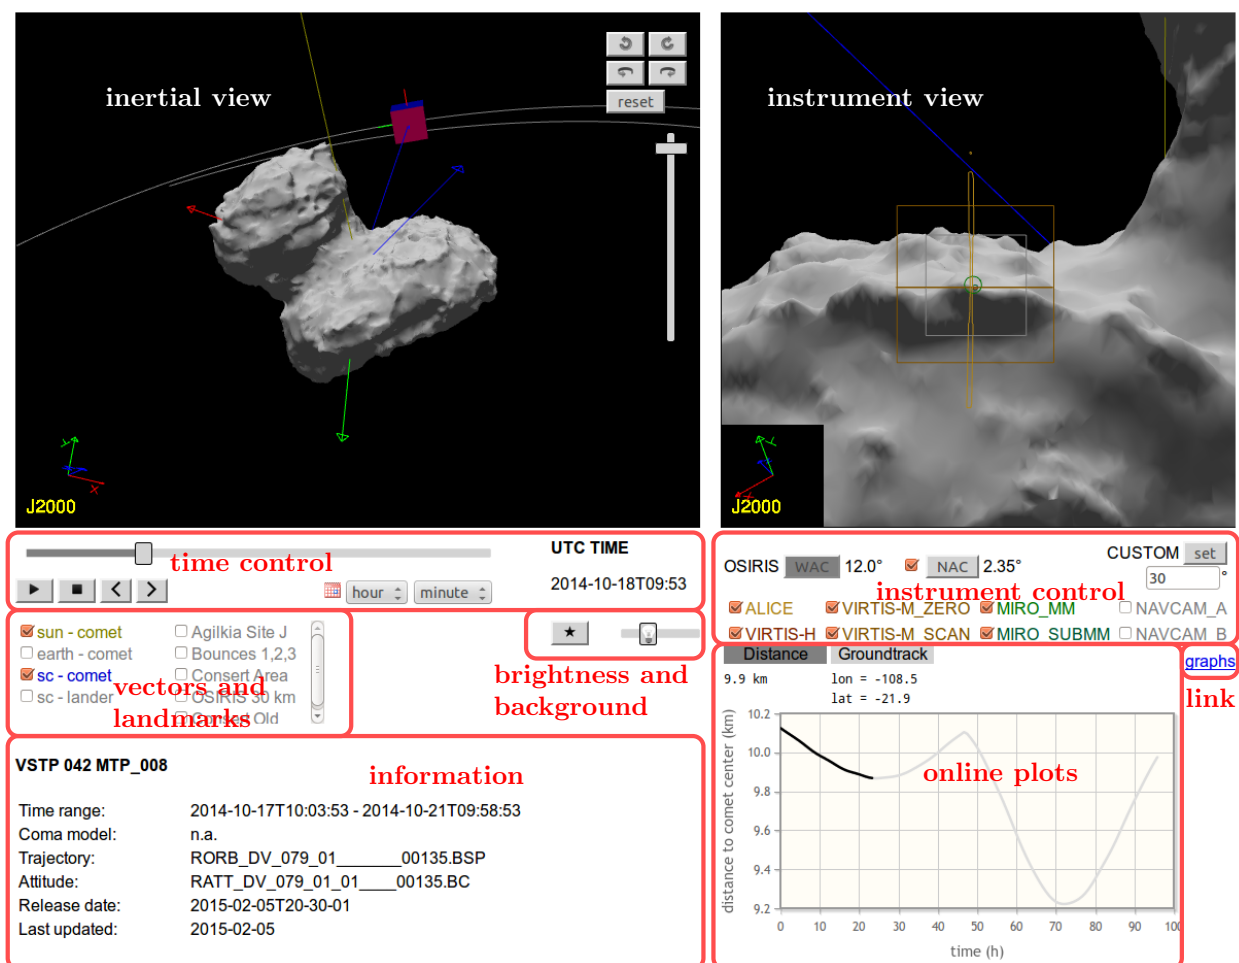 inertial view
reset
J2000
instrument view
J2000
time control
UTC TIME
2014-10-18T09:53
hour
minute
OSIRIS WAC 12.0° NAC 2.35°
CUSTOM set
30 °
instrument control
ALICE VIRTIS-M_ZERO MIRO_MM NAVCAM_A
VIRTIS-H VIRTIS-M_SCAN MIRO_SUBMM NAVCAM_B
sun - comet
earth - comet
sc - comet
sc - lander
Agilkia Site J
Bounces 1,2,3
Consert Area
OSIRIS 30 km
Consert Old
vectors and
landmarks
★
brightness and
background
Distance Groundtrack
graphs
link
9.9 km lon = -108.5
lat = -21.9
online plots
distance to comet center (km)
10.2
10.0
9.8
9.6
9.4
9.2
0 10 20 30 40 50 60 70 80 90 100
time (h)
VSTP 042 MTP_008
information
Time range: 2014-10-17T10:03:53 - 2014-10-21T09:58:53
Coma model: n.a.
Trajectory: RORB_DV_079_01_______00135.BSP
Attitude: RATT_DV_079_01_01____00135.BC
Release date: 2015-02-05T20-30-01
Last updated: 2015-02-05